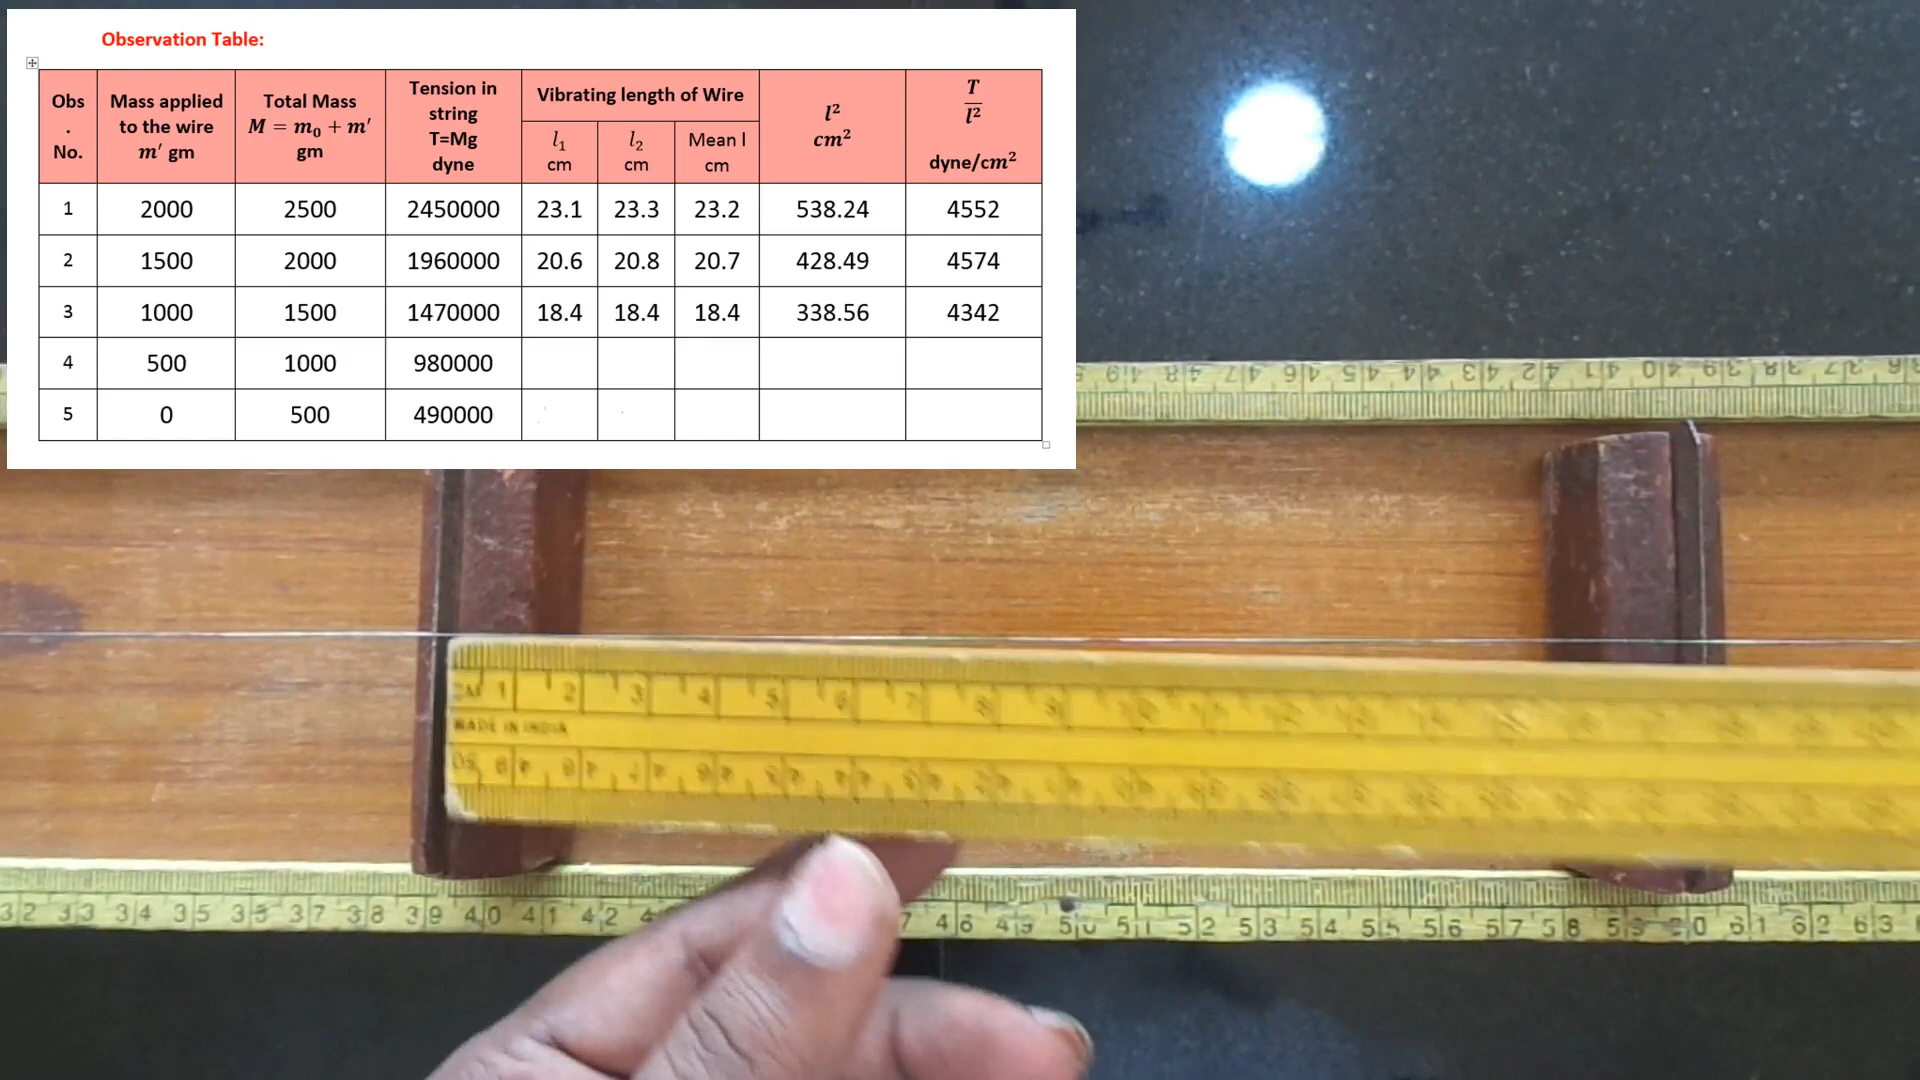 Observation Table:
Obs . No. Mass applied to the wire m′ gm Total Mass M = m₀ + m′ gm Tension in string T=Mg dyne Vibrating length of Wire l² cm² T/l² dyne/cm²
l₁ cm l₂ cm Mean l cm
1 2000 2500 2450000 23.1 23.3 23.2 538.24 4552
2 1500 2000 1960000 20.6 20.8 20.7 428.49 4574
3 1000 1500 1470000 18.4 18.4 18.4 338.56 4342
4 500 1000 980000
5 0 500 490000
CM 1 2 3 4 5 6 7 8 9
MADE IN INDIA
32 33 34 35 36 37 38 39 40 41 42 49 50 51 52 53 54 55 56 57 58 59 60 61 62 63